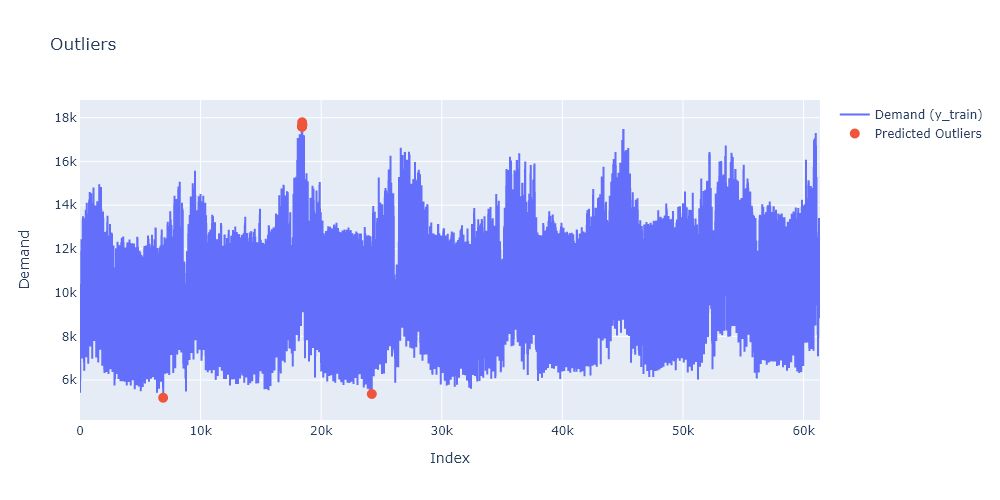 Outliers
Demand (y_train)
Predicted Outliers
18k
16k
14k
12k
10k
8k
6k
Demand
0
10k
20k
30k
40k
50k
60k
Index